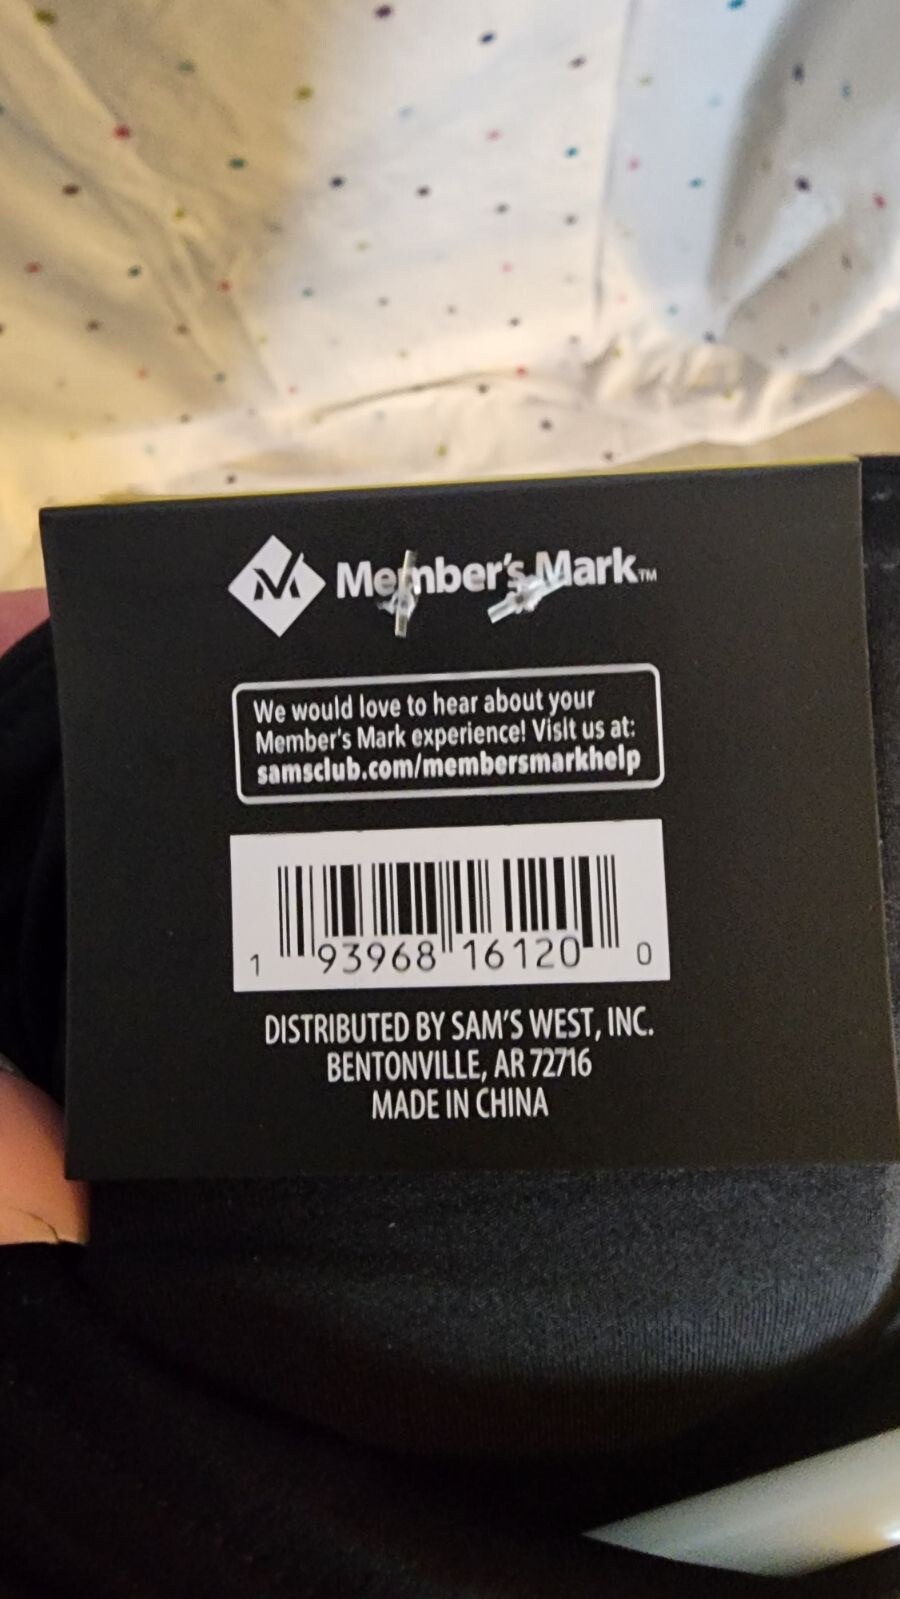 Member's Mark™
We would love to hear about your
Member's Mark experience! Visit us at:
samsclub.com/membersmarkhelp
1 93968 16120 0
DISTRIBUTED BY SAM'S WEST, INC.
BENTONVILLE, AR 72716
MADE IN CHINA